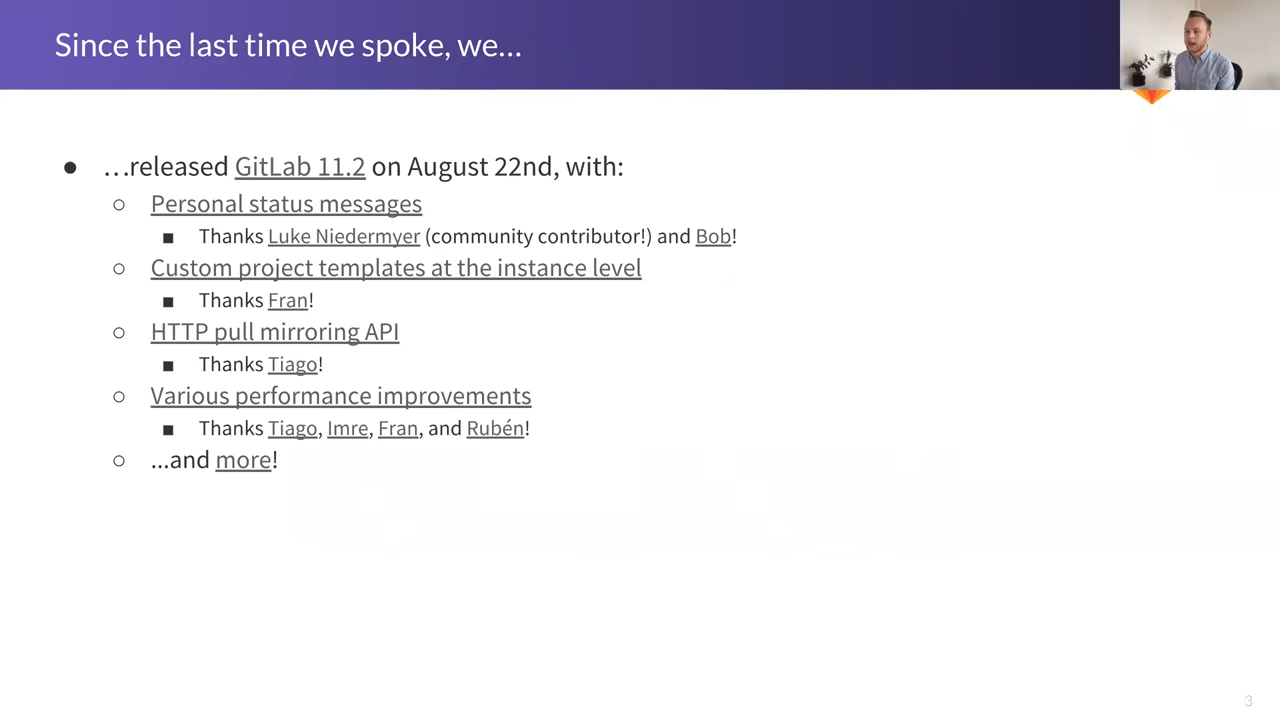 Since the last time we spoke, we...
● …released GitLab 11.2 on August 22nd, with:
○ Personal status messages
■ Thanks Luke Niedermyer (community contributor!) and Bob!
○ Custom project templates at the instance level
■ Thanks Fran!
○ HTTP pull mirroring API
■ Thanks Tiago!
○ Various performance improvements
■ Thanks Tiago, Imre, Fran, and Rubén!
○ ...and more!
3